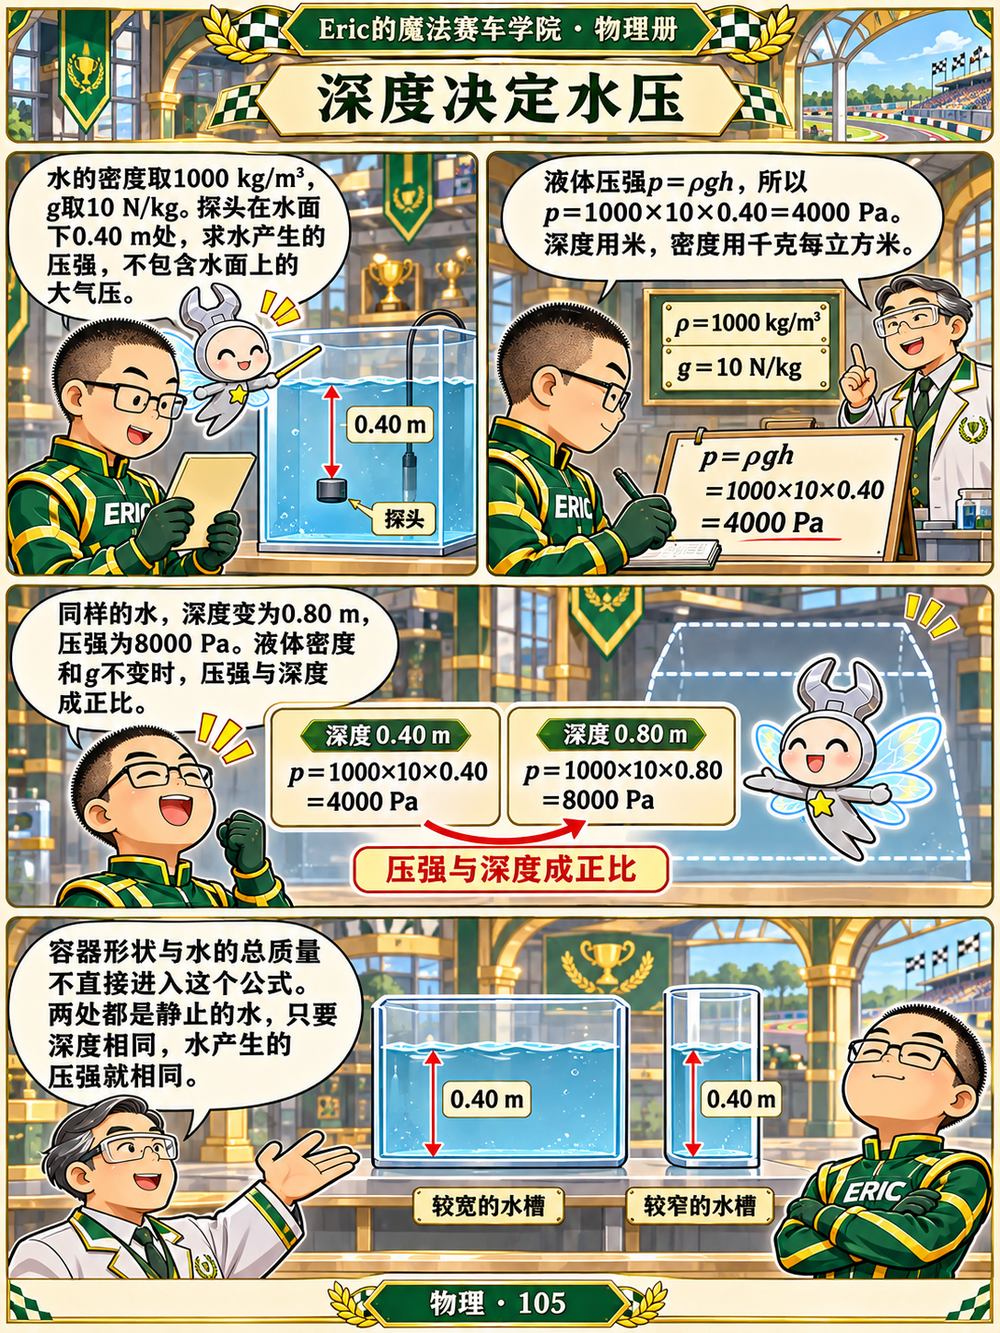 Eric的魔法赛车学院·物理册
深度决定水压
水的密度取1000 kg/m³，
g取10 N/kg。探头在水面
下0.40 m处，求水产生的
压强，不包含水面上的
大气压。
0.40 m
探头
ERIC
液体压强p=ρgh，所以
p=1000×10×0.40=4000 Pa。
深度用米，密度用千克每立方米。
ρ=1000 kg/m³
g=10 N/kg
p=ρgh
=1000×10×0.40
=4000 Pa
ERIC
同样的水，深度变为0.80 m，
压强为8000 Pa。液体密度
和g不变时，压强与深度
成正比。
深度 0.40 m
p=1000×10×0.40
=4000 Pa
深度 0.80 m
p=1000×10×0.80
=8000 Pa
压强与深度成正比
容器形状与水的总质量
不直接进入这个公式。
两处都是静止的水，只要
深度相同，水产生的
压强就相同。
0.40 m
0.40 m
较宽的水槽
较窄的水槽
ERIC
物理·105